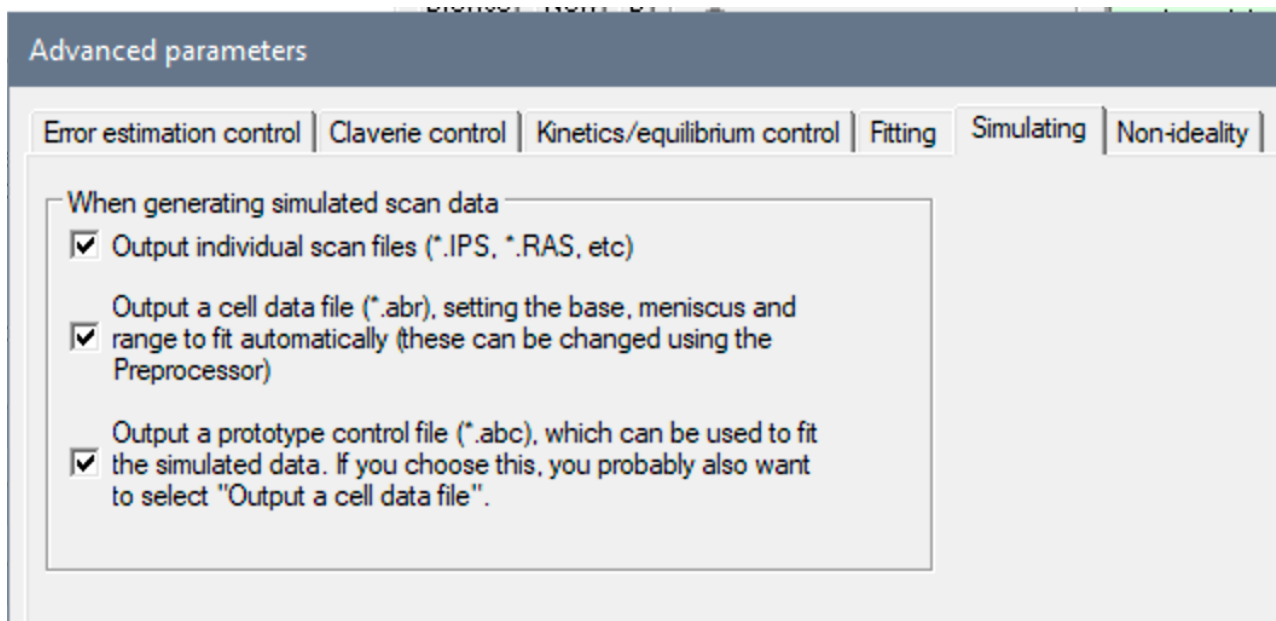 Advanced parameters
Error estimation control Claverie control Kinetics/equilibrium control Fitting Simulating Non-ideality
When generating simulated scan data
Output individual scan files (*.IPS, *.RAS, etc)
Output a cell data file (*.abr), setting the base, meniscus and
range to fit automatically (these can be changed using the
Preprocessor)
Output a prototype control file (*.abc), which can be used to fit
the simulated data. If you choose this, you probably also want
to select "Output a cell data file".